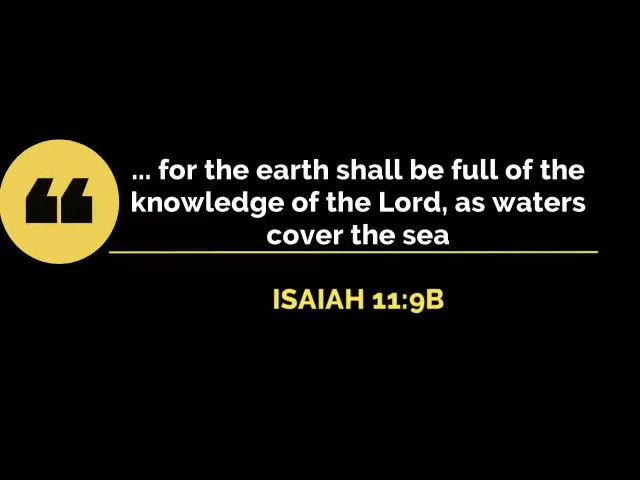 ... for the earth shall be full of the
knowledge of the Lord, as waters
cover the sea
ISAIAH 11:9B